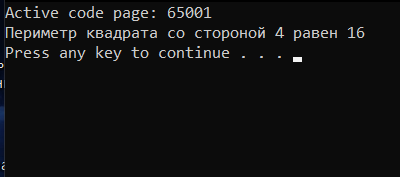 Active code page: 65001
Периметр квадрата со стороной 4 равен 16
Press any key to continue . . .